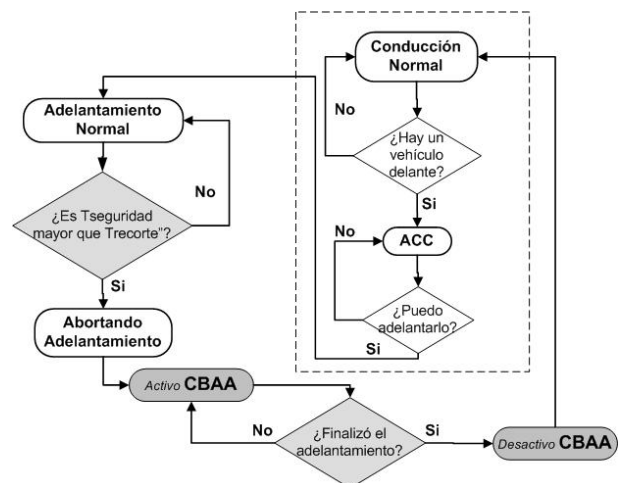 Conducción
Normal
No
¿Hay un
vehículo
delante?
Si
No
ACC
¿Puedo
adelantarlo?
Si
Adelantamiento
Normal
No
¿Es Tseguridad
mayor que Trecorte"?
Si
Abortando
Adelantamiento
Activo CBAA
No
¿Finalizó el
adelantamiento?
Si
Desactivo CBAA